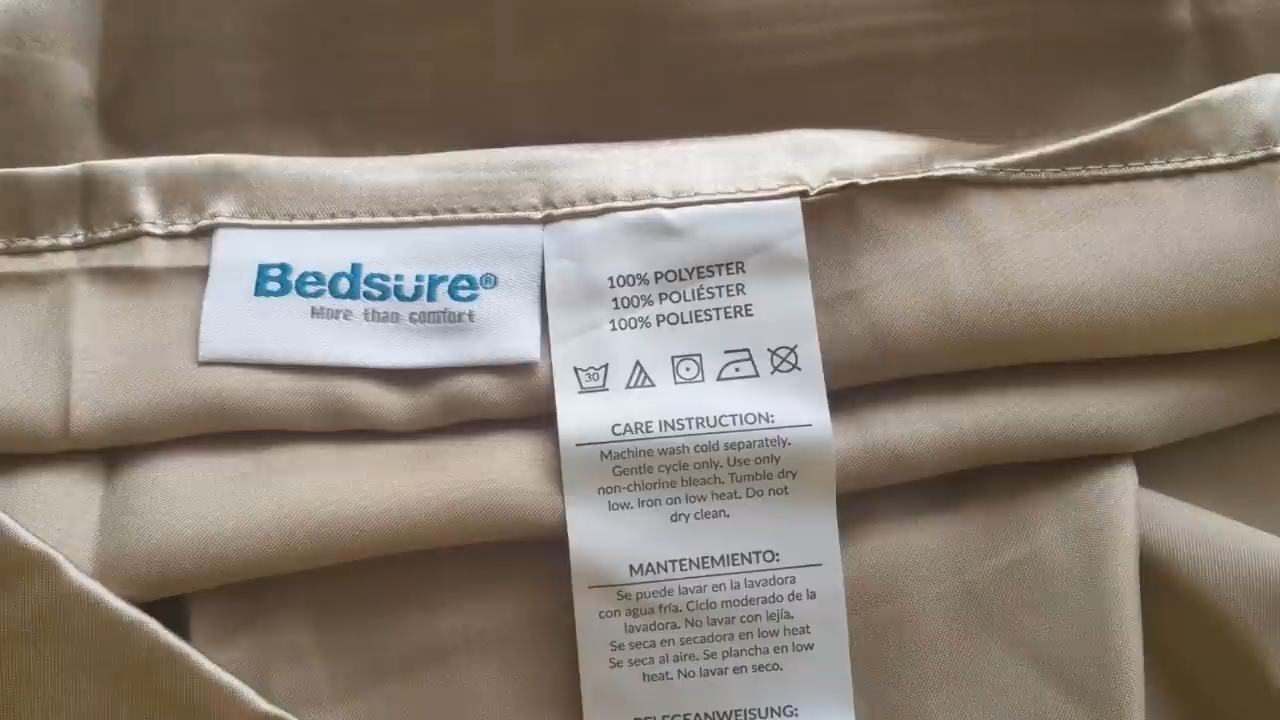 Bedsure®
More than comfort
100% POLYESTER
100% POLIÉSTER
100% POLIESTERE
30
CARE INSTRUCTION:
Machine wash cold separately.
Gentle cycle only. Use only
non-chlorine bleach. Tumble dry
low. Iron on low heat. Do not
dry clean.
MANTENEMIENTO:
Se puede lavar en la lavadora
con agua fría. Ciclo moderado de la
lavadora. No lavar con lejía.
Se seca en secadora en low heat
Se seca al aire. Se plancha en low
heat. No lavar en seco.
PELEGEANWEISUNG: